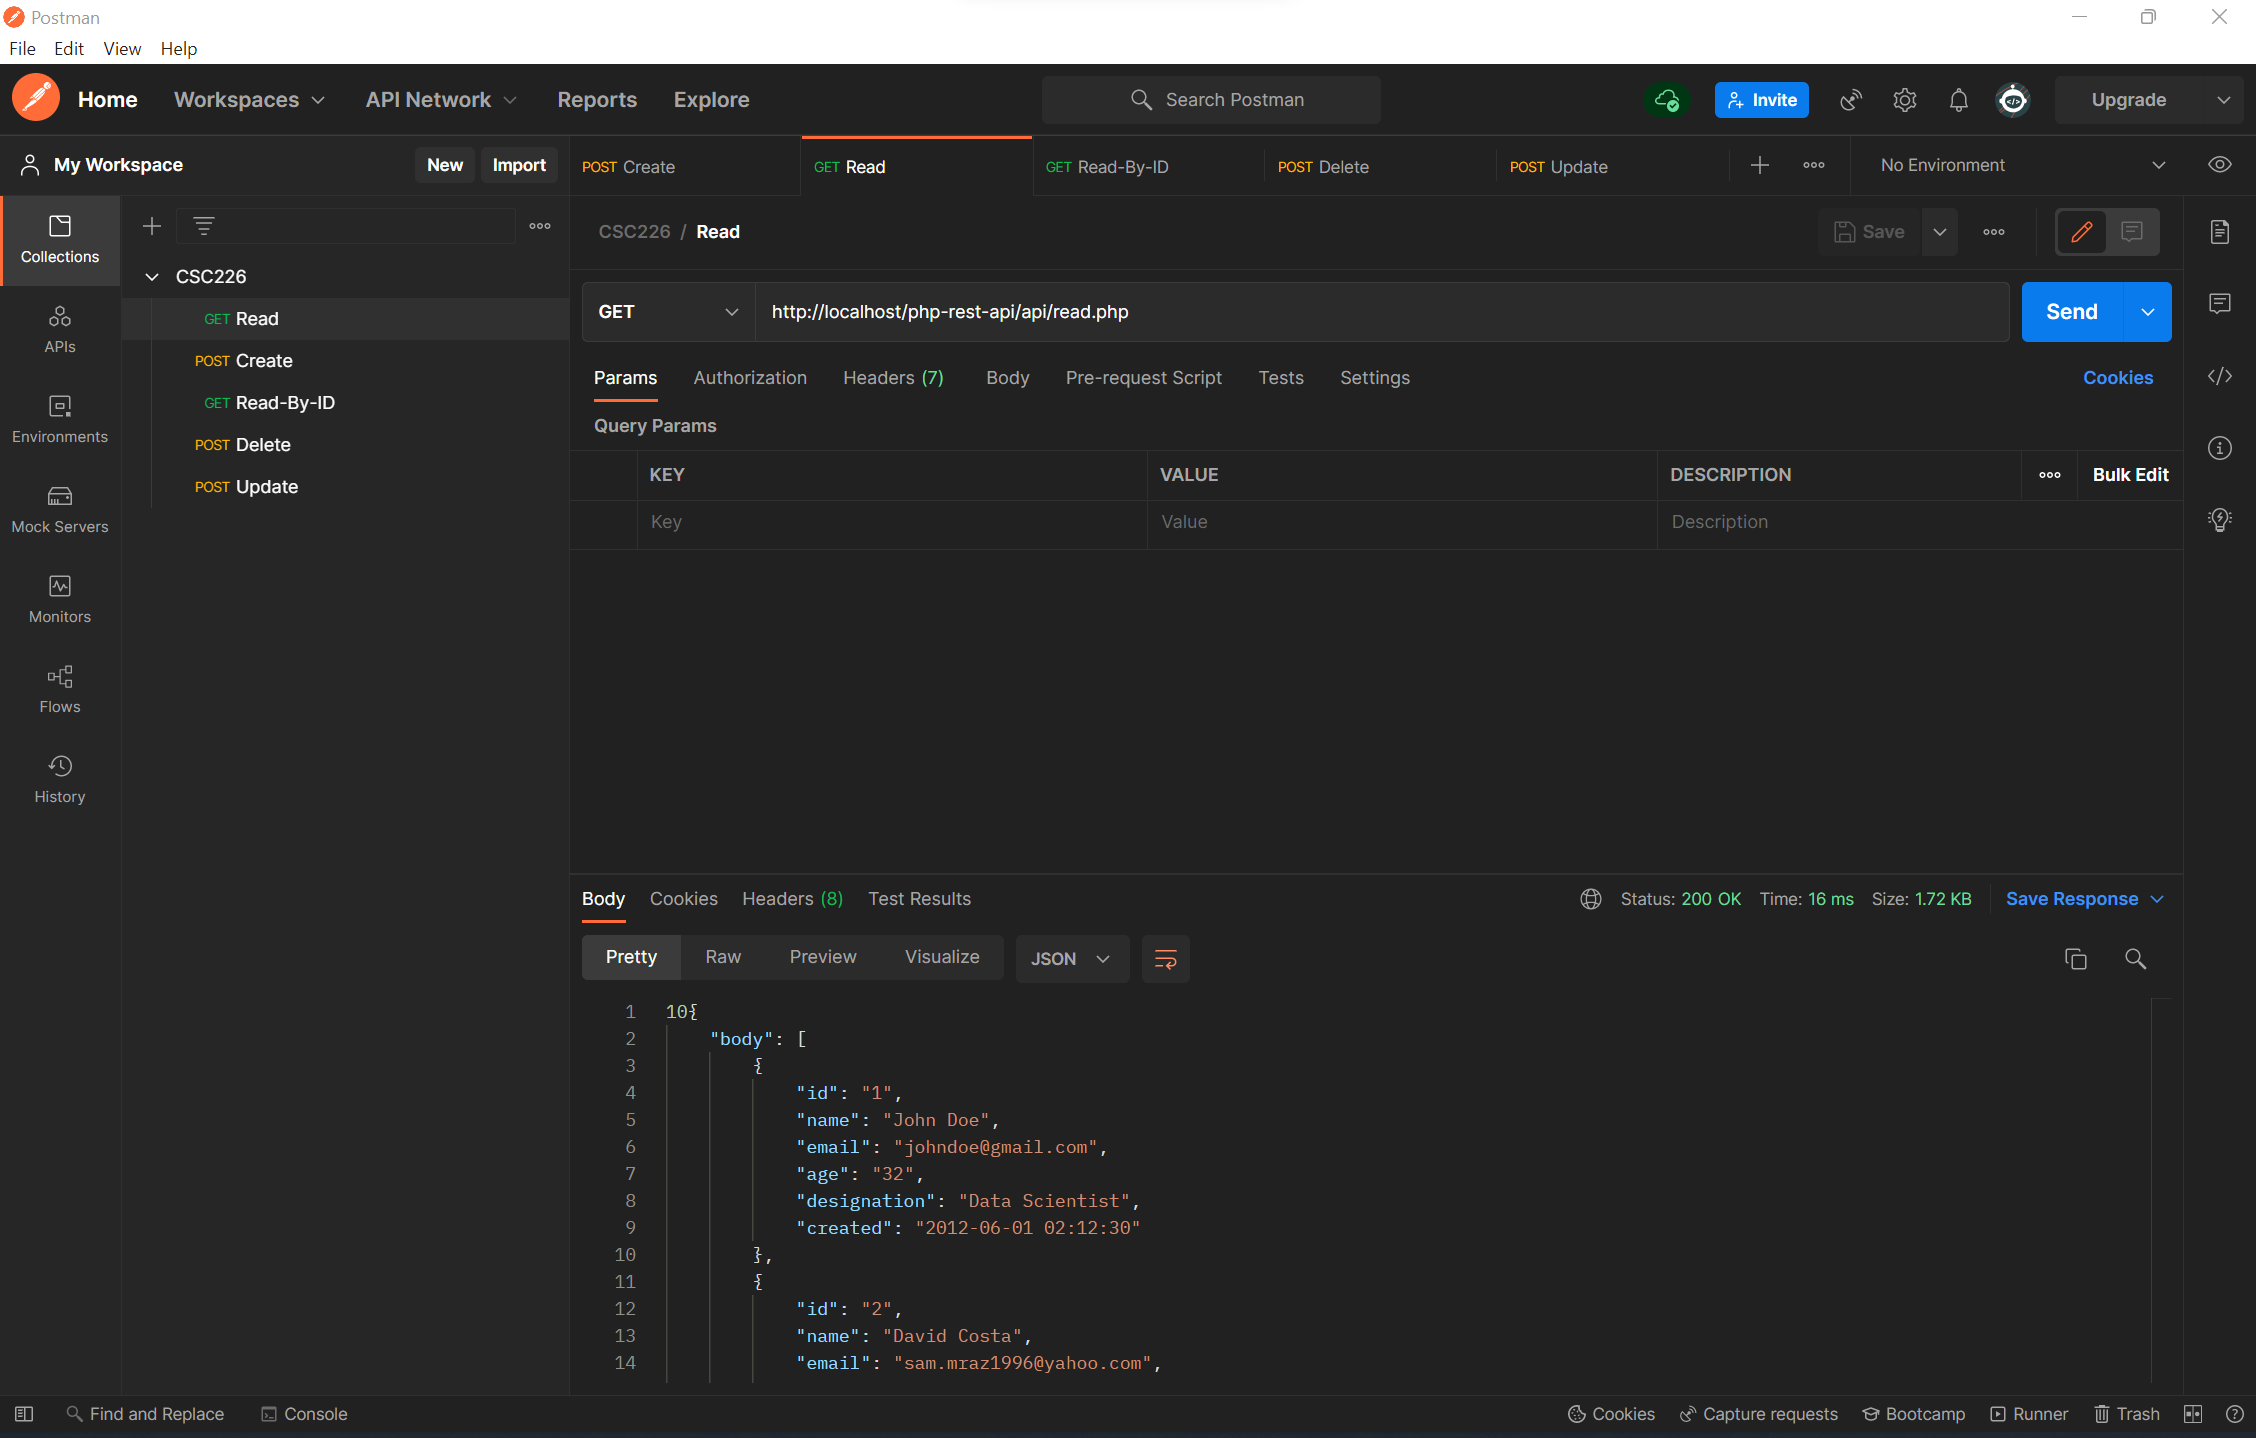 Postman
File Edit View Help
Home Workspaces API Network Reports Explore Search Postman Invite Upgrade
My Workspace New Import
POST Create GET Read GET Read-By-ID POST Delete POST Update No Environment
Collections
APIs
Environments
Mock Servers
Monitors
Flows
History
CSC226
GET Read
POST Create
GET Read-By-ID
POST Delete
POST Update
CSC226 / Read Save
GET http://localhost/php-rest-api/api/read.php Send
Params Authorization Headers (7) Body Pre-request Script Tests Settings Cookies
Query Params
KEY VALUE DESCRIPTION Bulk Edit
Key Value Description
Body Cookies Headers (8) Test Results Status: 200 OK Time: 16 ms Size: 1.72 KB Save Response
Pretty Raw Preview Visualize JSON
1 10{
2 "body": [
3 {
4 "id": "1",
5 "name": "John Doe",
6 "email": "johndoe@gmail.com",
7 "age": "32",
8 "designation": "Data Scientist",
9 "created": "2012-06-01 02:12:30"
10 },
11 {
12 "id": "2",
13 "name": "David Costa",
14 "email": "sam.mraz1996@yahoo.com",
Find and Replace Console Cookies Capture requests Bootcamp Runner Trash